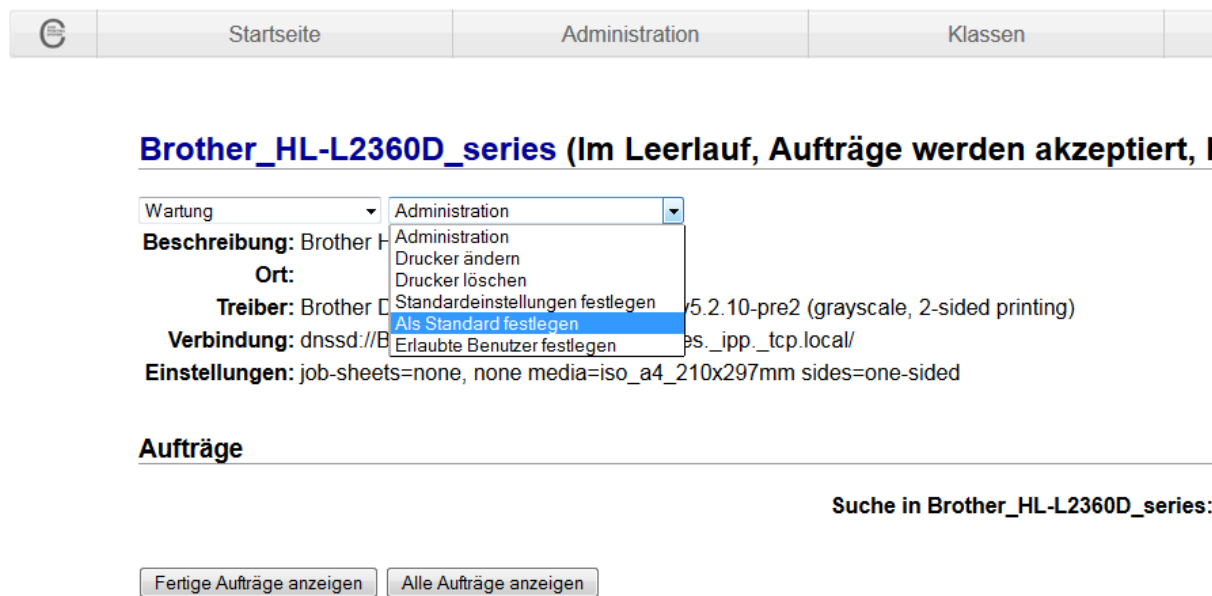 Startseite Administration Klassen
Brother_HL-L2360D_series (Im Leerlauf, Aufträge werden akzeptiert,
Wartung Administration
Administration
Beschreibung: Brother
Drucker ändern
Ort:
Drucker löschen
Standardeinstellungen festlegen
Treiber: Brother v5.2.10-pre2 (grayscale, 2-sided printing)
Als Standard festlegen
Verbindung: dnssd:// es._ipp._tcp.local/
Erlaubte Benutzer festlegen
Einstellungen: job-sheets=none, none media=iso_a4_210x297mm sides=one-sided
Aufträge
Suche in Brother_HL-L2360D_series:
Fertige Aufträge anzeigen Alle Aufträge anzeigen